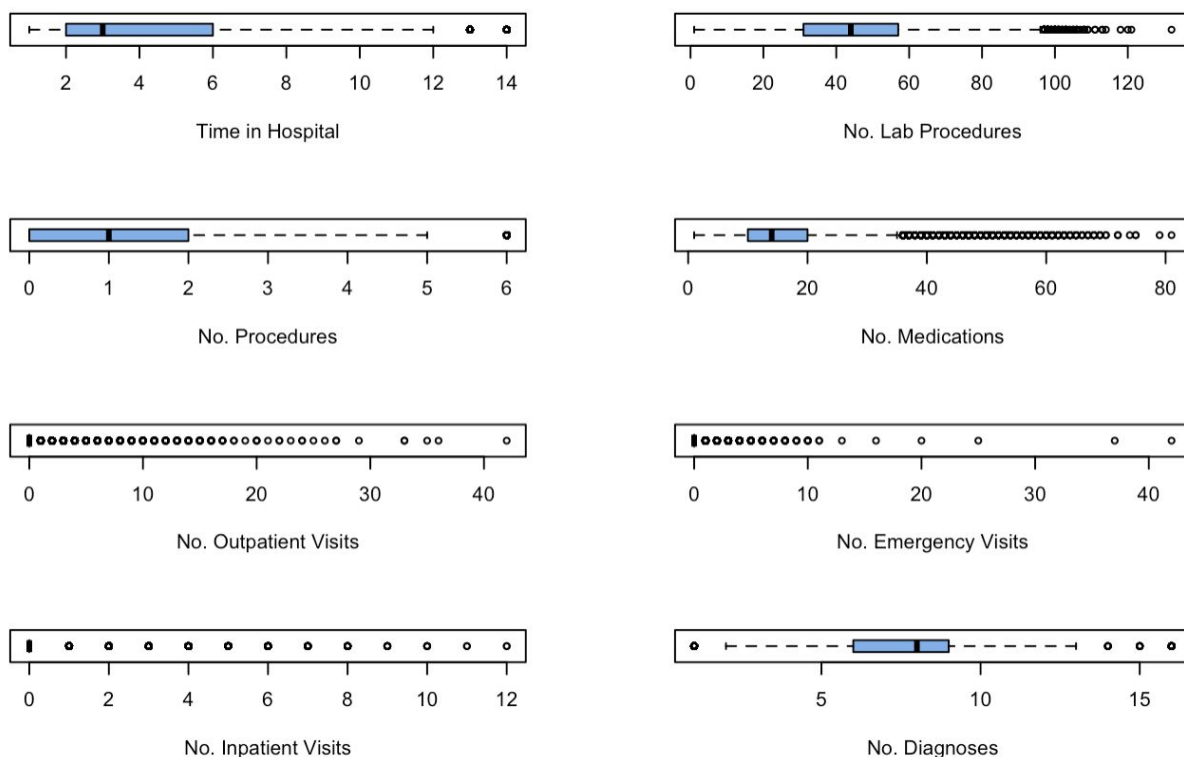 2 4 6 8 10 12 14
Time in Hospital
0 20 40 60 80 100 120
No. Lab Procedures
0 1 2 3 4 5 6
No. Procedures
0 20 40 60 80
No. Medications
0 10 20 30 40
No. Outpatient Visits
0 10 20 30 40
No. Emergency Visits
0 2 4 6 8 10 12
No. Inpatient Visits
5 10 15
No. Diagnoses